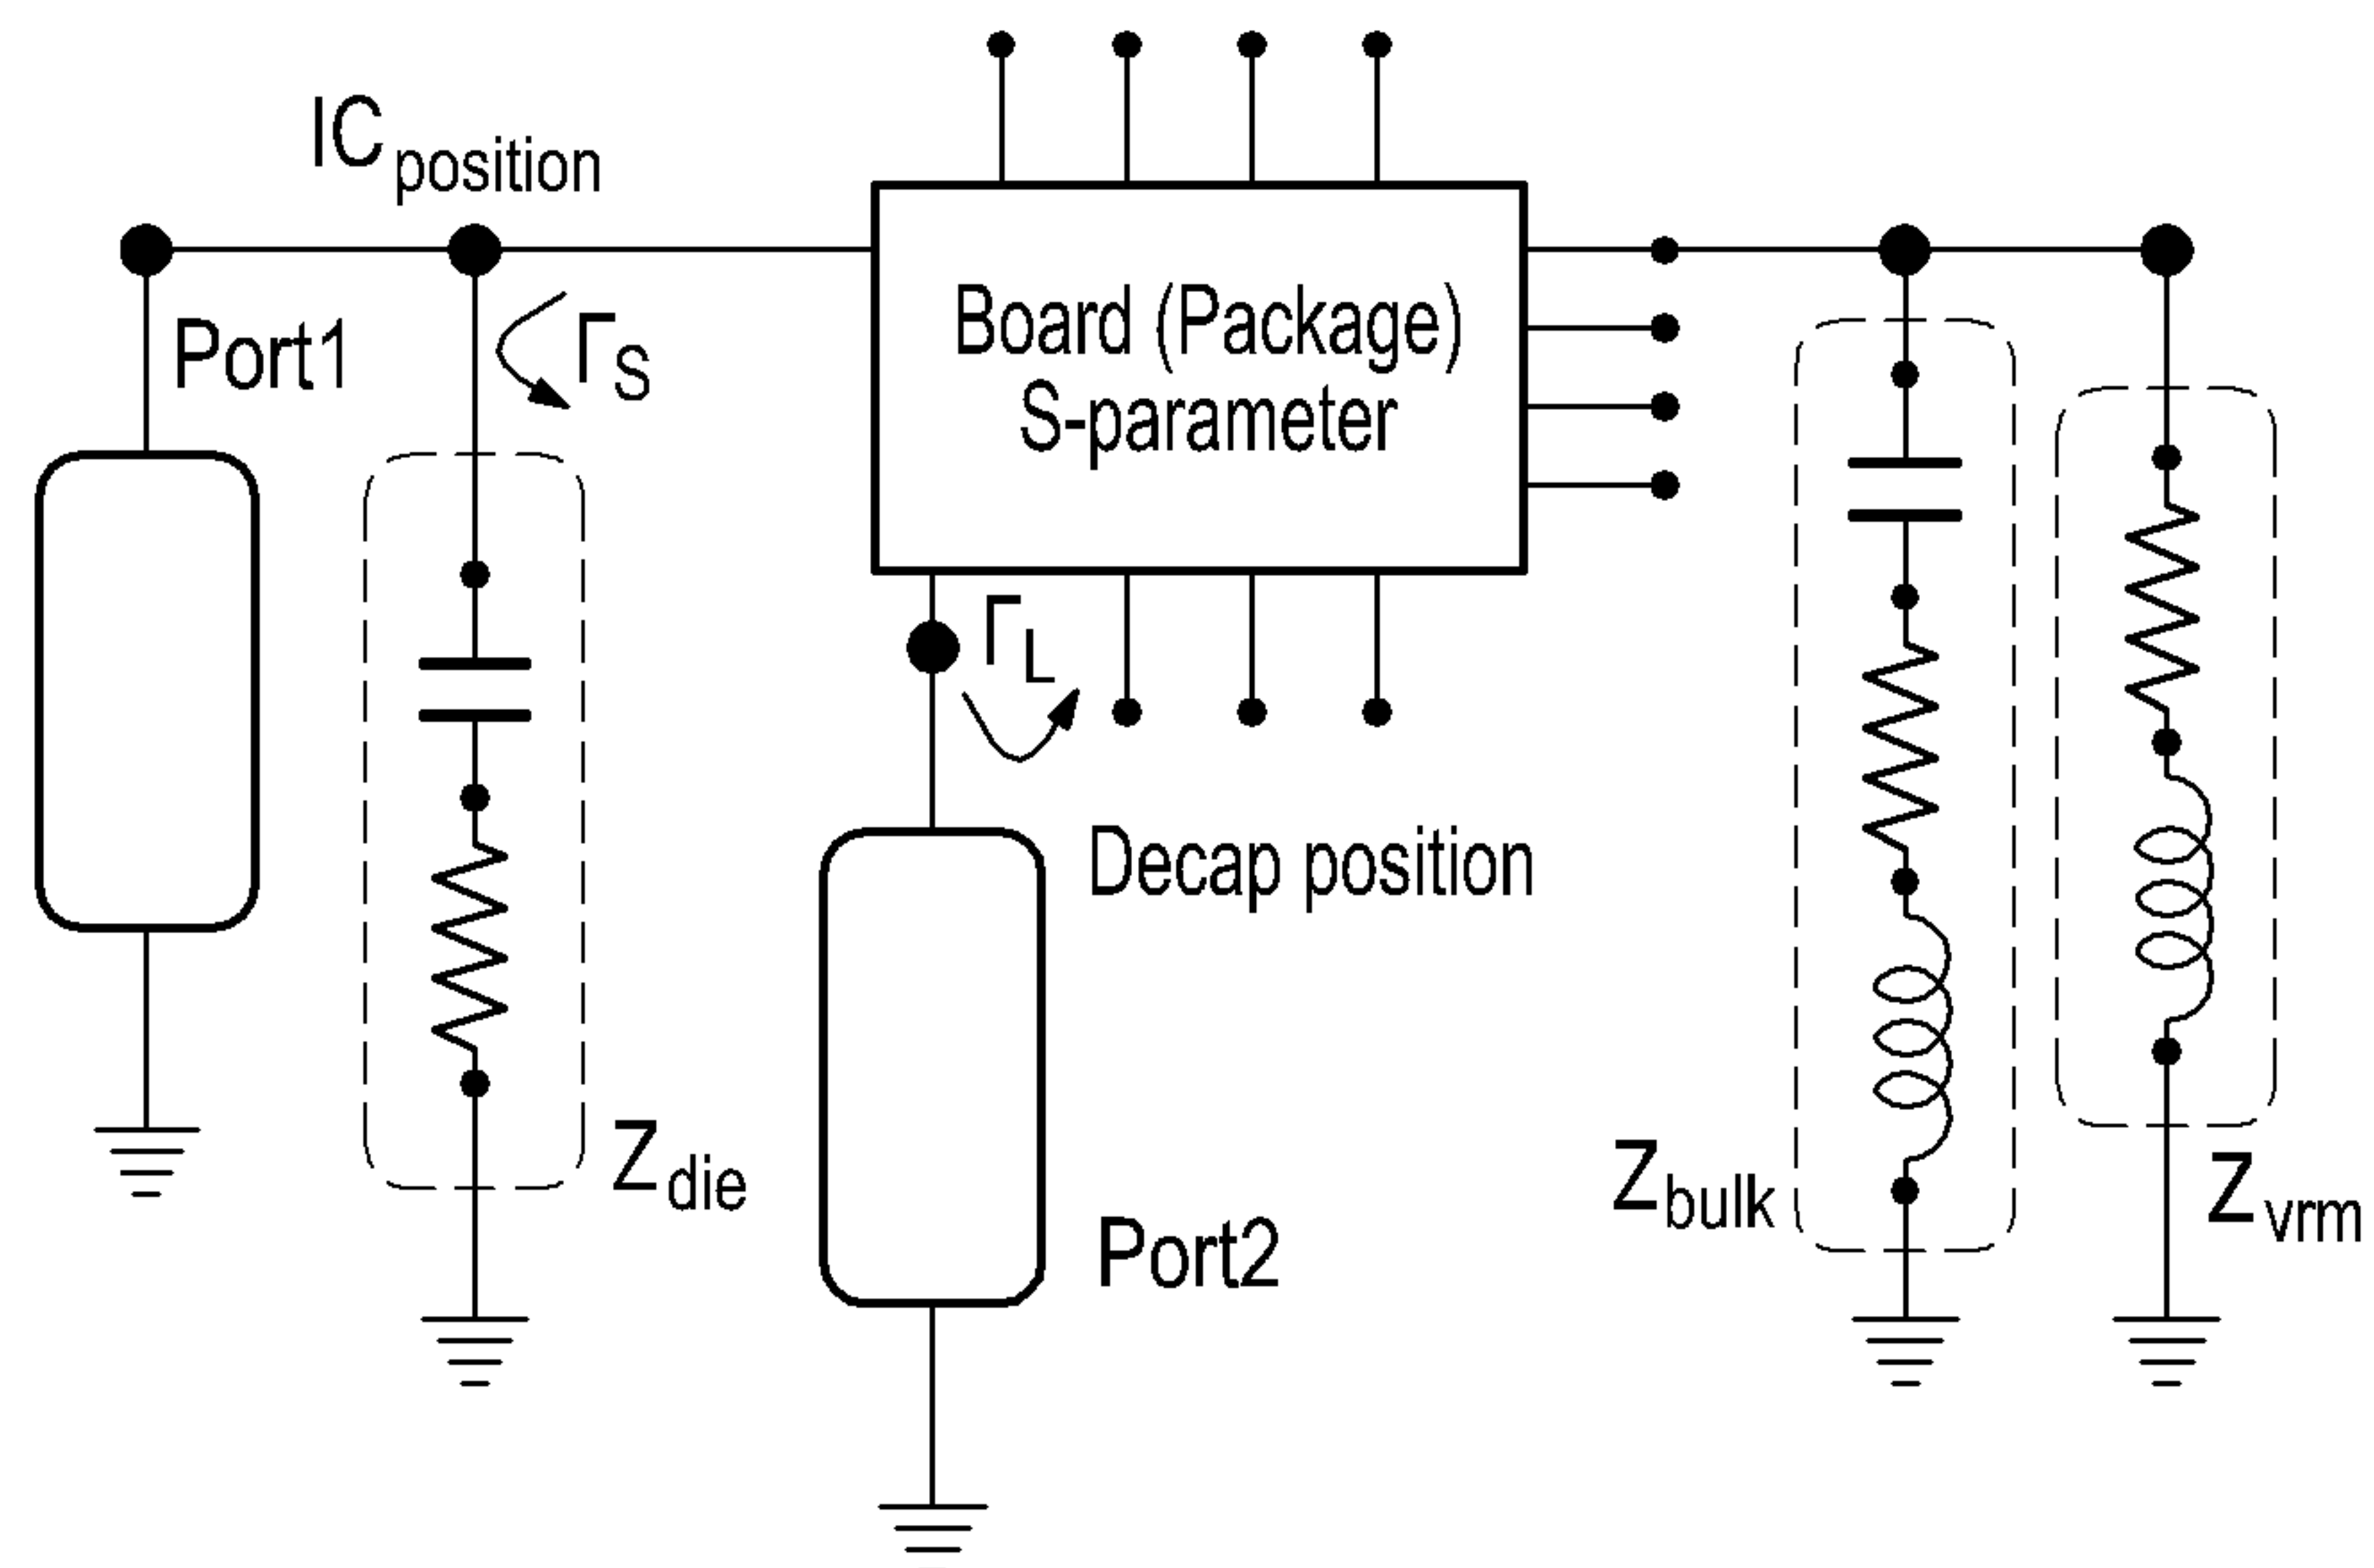 ICposition
Port1
ΓS
Board (Package)
S-parameter
ΓL
Decap position
Zdie
Port2
Zbulk
Zvrm